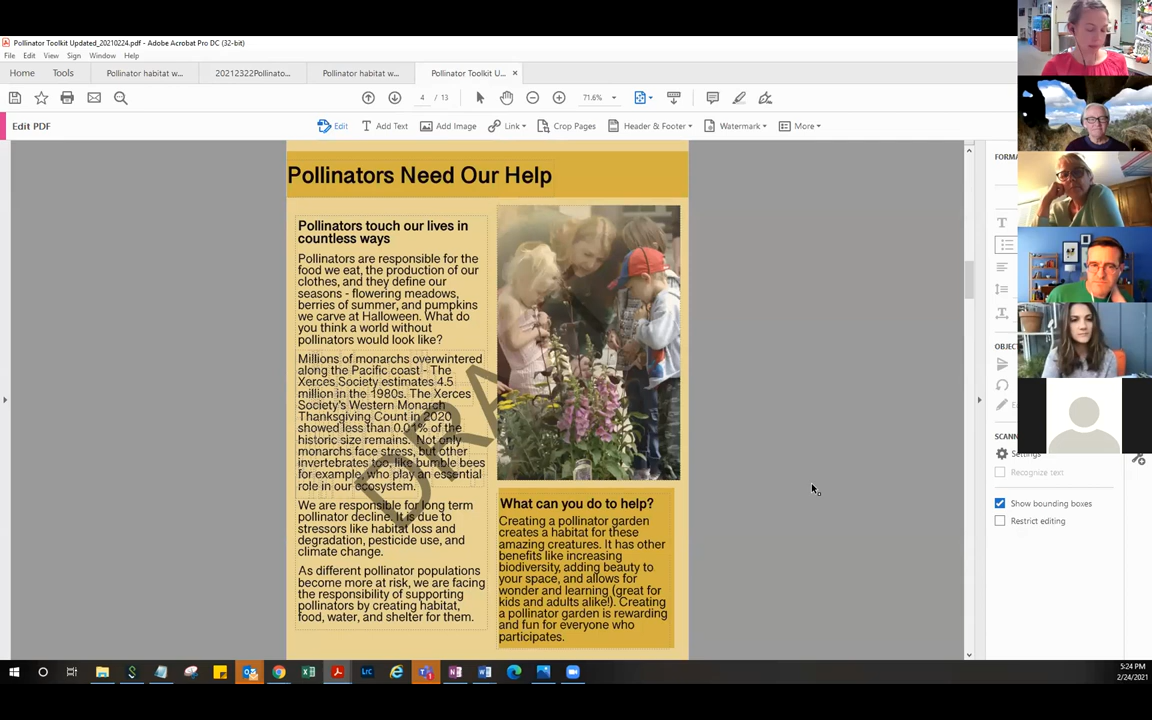 Pollinator Toolkit Updated_20210224.pdf - Adobe Acrobat Pro DC (32-bit)
File Edit View Sign Window Help
Home Tools Pollinator habitat w... 20212322Pollinato... Pollinator habitat w... Pollinator Toolkit U... ×
4 / 13 71.6%
Edit PDF Edit Add Text Add Image Link Crop Pages Header & Footer Watermark More
Pollinators Need Our Help
Pollinators touch our lives in
countless ways
Pollinators are responsible for the
food we eat, the production of our
clothes, and they define our
seasons - flowering meadows,
berries of summer, and pumpkins
we carve at Halloween. What do
you think a world without
pollinators would look like?
Millions of monarchs overwintered
along the Pacific coast - The
Xerces Society estimates 4.5
million in the 1980s. The Xerces
Society's Western Monarch
Thanksgiving Count in 2020
showed less than 0.01% of the
historic size remains. Not only
monarchs face stress, but other
invertebrates too, like bumble bees
for example, who play an essential
role in our ecosystem.
We are responsible for long term
pollinator decline. It is due to
stressors like habitat loss and
degradation, pesticide use, and
climate change.
As different pollinator populations
become more at risk, we are facing
the responsibility of supporting
pollinators by creating habitat,
food, water, and shelter for them.
DRA
What can you do to help?
Creating a pollinator garden
creates a habitat for these
amazing creatures. It has other
benefits like increasing
biodiversity, adding beauty to
your space, and allows for
wonder and learning (great for
kids and adults alike!). Creating
a pollinator garden is rewarding
and fun for everyone who
participates.
FORMA
OBJEC
SCANN
Settings
Recognize text
Show bounding boxes
Restrict editing
5:24 PM
2/24/2021